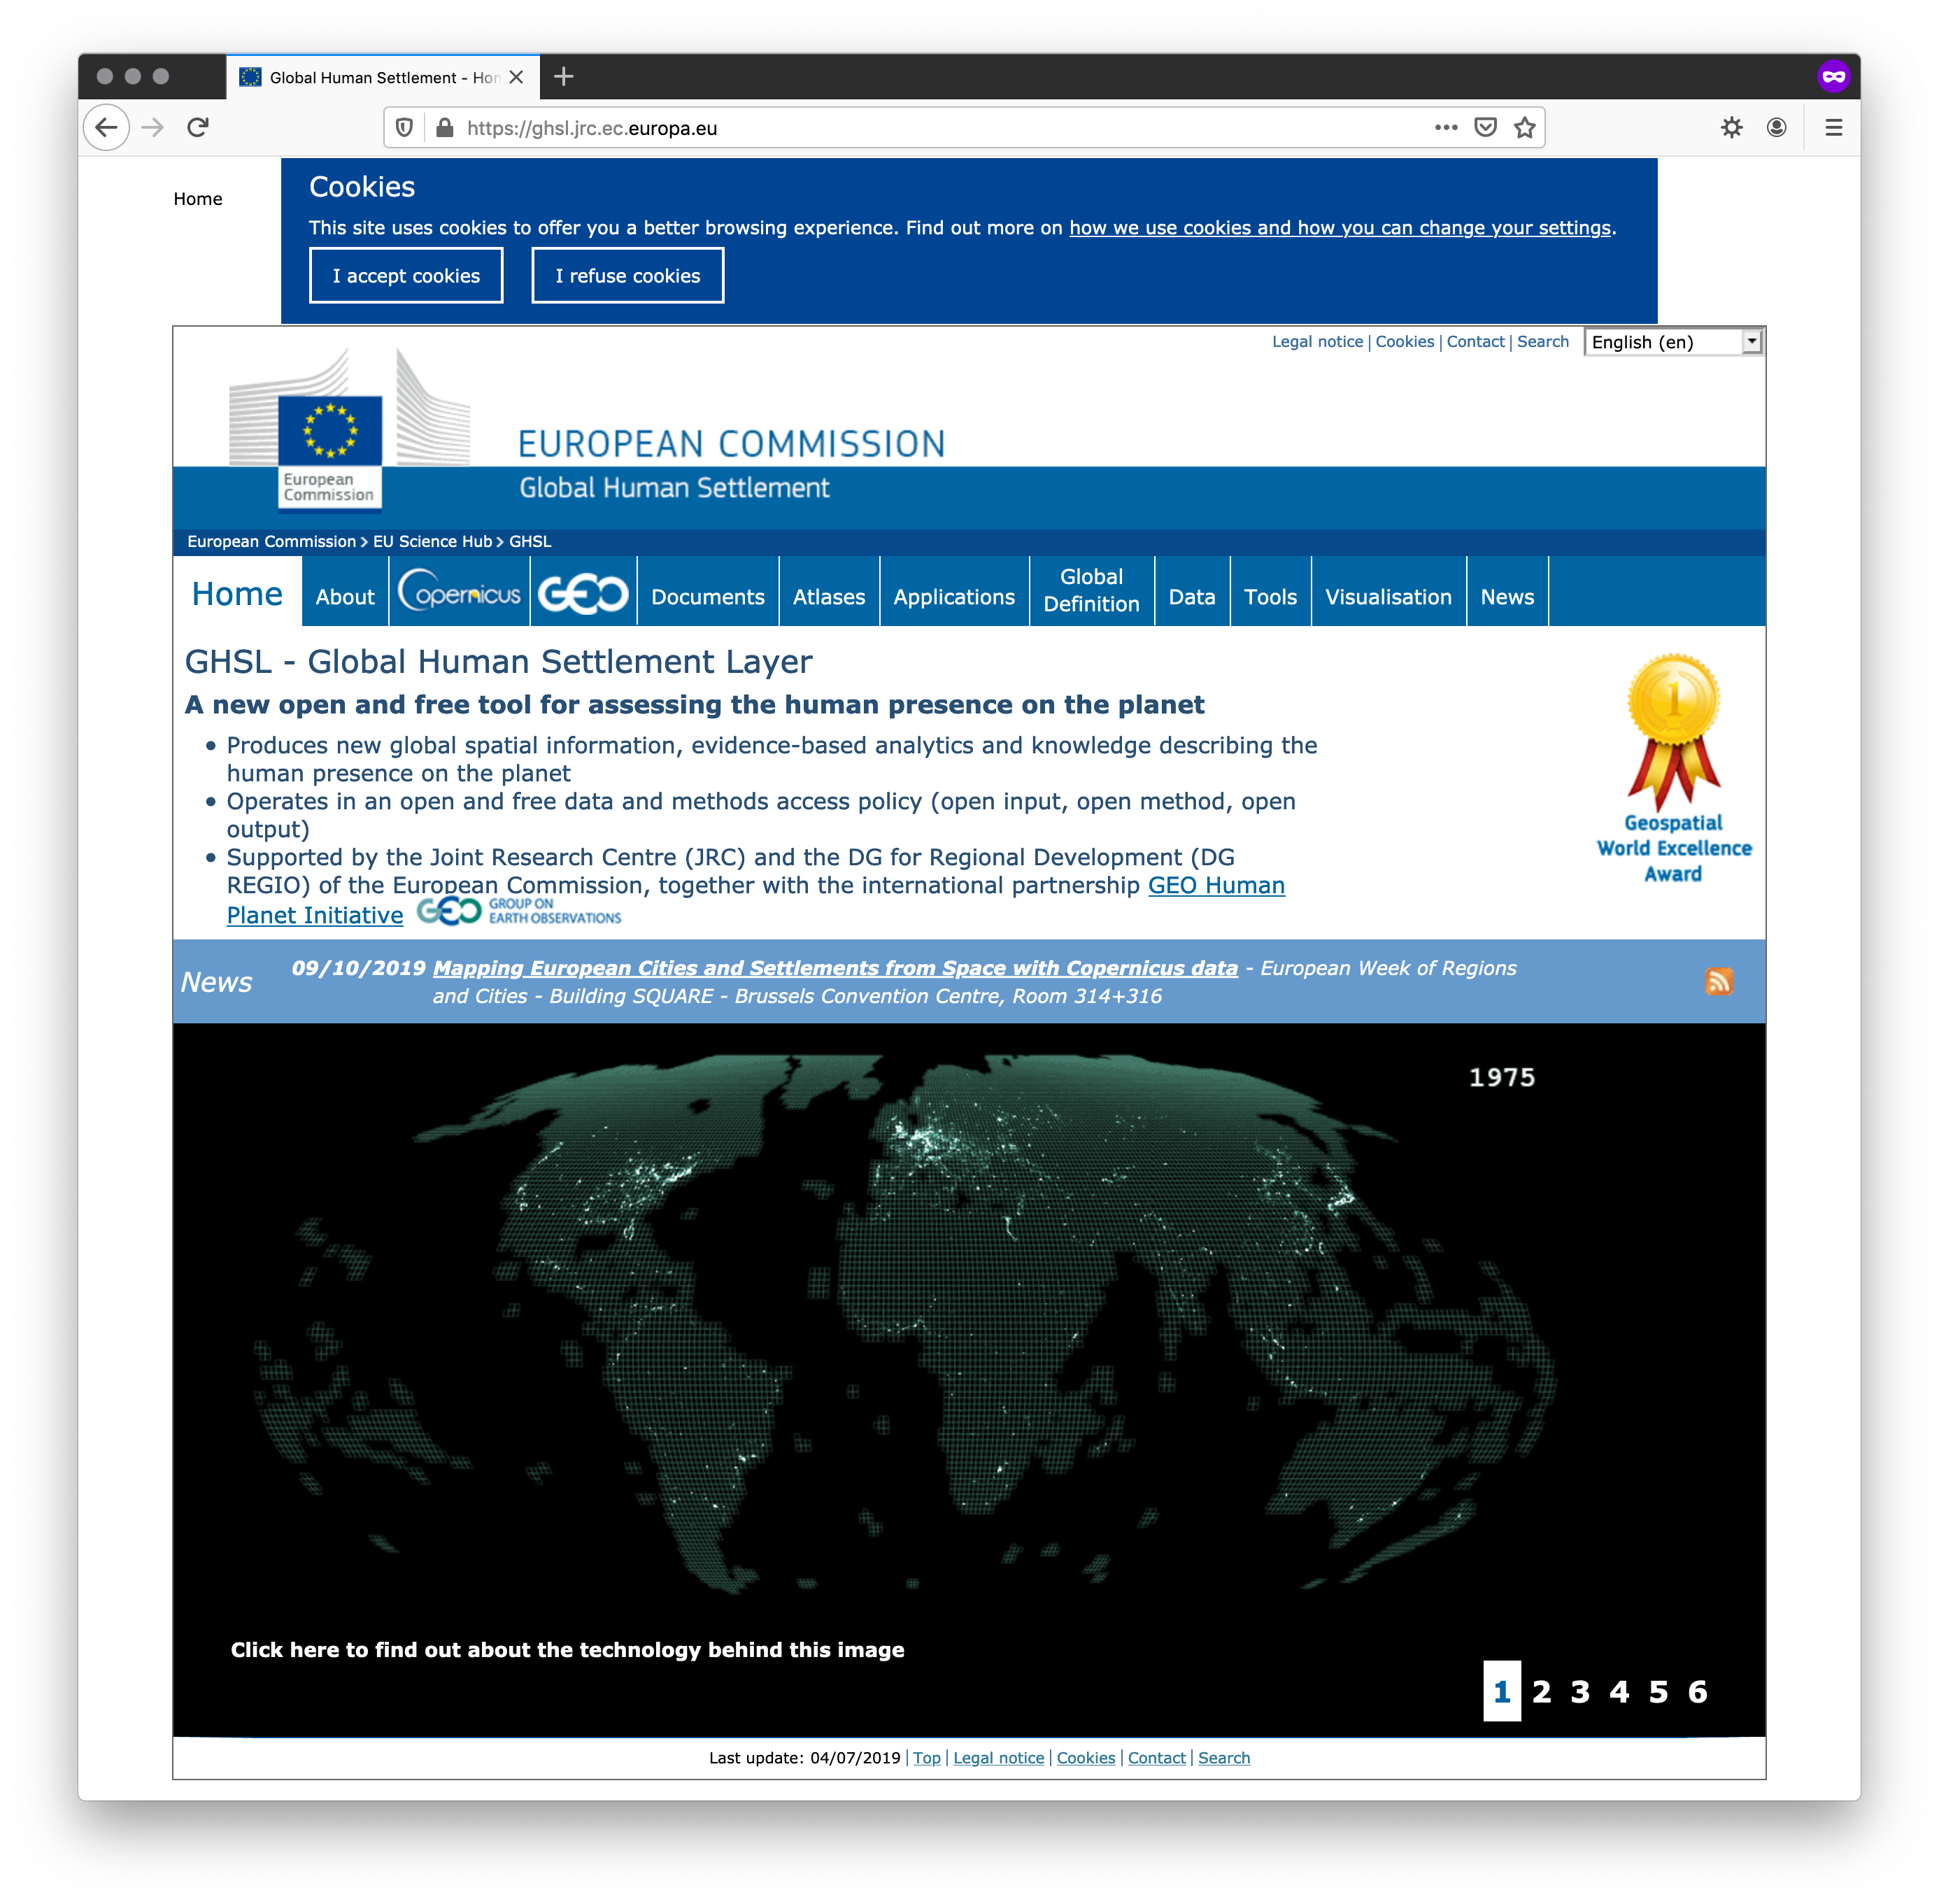 Global Human Settlement - Hon
https://ghsl.jrc.ec.europa.eu
Home
Cookies
This site uses cookies to offer you a better browsing experience. Find out more on how we use cookies and how you can change your settings.
I accept cookies
I refuse cookies
Legal notice | Cookies | Contact | Search
English (en)
European
Commission
EUROPEAN COMMISSION
Global Human Settlement
European Commission > EU Science Hub > GHSL
Home
About
Copernicus
GEO
Documents
Atlases
Applications
Global
Definition
Data
Tools
Visualisation
News
GHSL - Global Human Settlement Layer
A new open and free tool for assessing the human presence on the planet
• Produces new global spatial information, evidence-based analytics and knowledge describing the
human presence on the planet
• Operates in an open and free data and methods access policy (open input, open method, open
output)
• Supported by the Joint Research Centre (JRC) and the DG for Regional Development (DG
REGIO) of the European Commission, together with the international partnership GEO Human
Planet Initiative
GEO
GROUP ON
EARTH OBSERVATIONS
1
Geospatial
World Excellence
Award
News
09/10/2019 Mapping European Cities and Settlements from Space with Copernicus data - European Week of Regions
and Cities - Building SQUARE - Brussels Convention Centre, Room 314+316
1975
Click here to find out about the technology behind this image
1 2 3 4 5 6
Last update: 04/07/2019 | Top | Legal notice | Cookies | Contact | Search